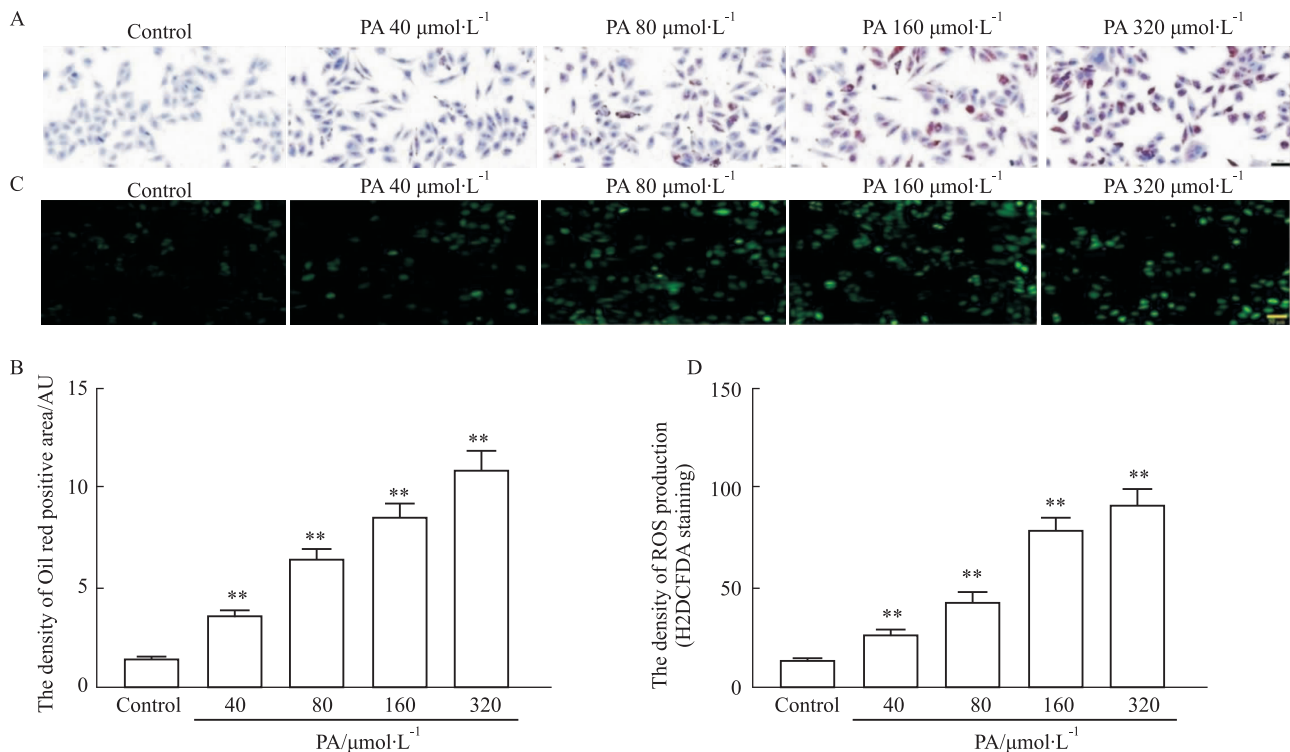 A
Control PA 40 μmol·L⁻¹ PA 80 μmol·L⁻¹ PA 160 μmol·L⁻¹ PA 320 μmol·L⁻¹
C
Control PA 40 μmol·L⁻¹ PA 80 μmol·L⁻¹ PA 160 μmol·L⁻¹ PA 320 μmol·L⁻¹
B
The density of Oil red positive area/AU
15
10
5
0
** ** ** **
Control 40 80 160 320
PA/μmol·L⁻¹
D
The density of ROS production
(H2DCFDA staining)
150
100
50
0
** ** ** **
Control 40 80 160 320
PA/μmol·L⁻¹